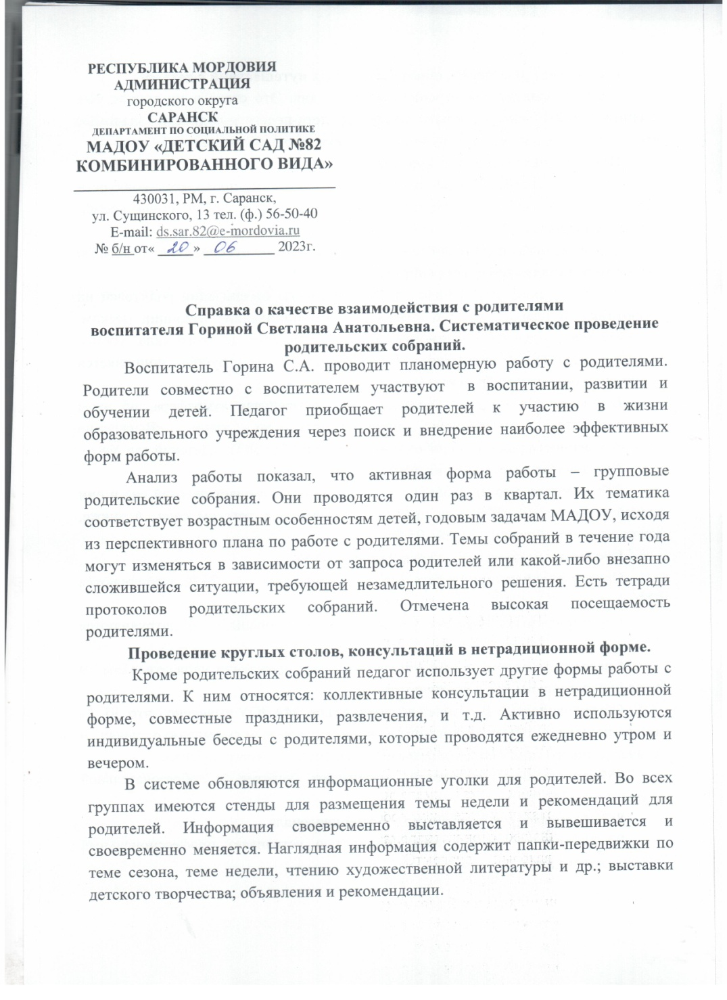 РЕСПУБЛИКА МОРДОВИЯ
АДМИНИСТРАЦИЯ
городского округа
САРАНСК
ДЕПАРТАМЕНТ ПО СОЦИАЛЬНОЙ ПОЛИТИКЕ
МАДОУ «ДЕТСКИЙ САД №82
КОМБИНИРОВАННОГО ВИДА»
430031, РМ, г. Саранск,
ул. Сущинского, 13 тел. (ф.) 56-50-40
E-mail: ds.sar.82@e-mordovia.ru
№ б/н от« 20 » 06 2023г.
Справка о качестве взаимодействия с родителями
воспитателя Гориной Светлана Анатольевна. Систематическое проведение
родительских собраний.
Воспитатель Горина С.А. проводит планомерную работу с родителями.
Родители совместно с воспитателем участвуют в воспитании, развитии и
обучении детей. Педагог приобщает родителей к участию в жизни
образовательного учреждения через поиск и внедрение наиболее эффективных
форм работы.
Анализ работы показал, что активная форма работы – групповые
родительские собрания. Они проводятся один раз в квартал. Их тематика
соответствует возрастным особенностям детей, годовым задачам МАДОУ, исходя
из перспективного плана по работе с родителями. Темы собраний в течение года
могут изменяться в зависимости от запроса родителей или какой-либо внезапно
сложившейся ситуации, требующей незамедлительного решения. Есть тетради
протоколов родительских собраний. Отмечена высокая посещаемость
родителями.
Проведение круглых столов, консультаций в нетрадиционной форме.
Кроме родительских собраний педагог использует другие формы работы с
родителями. К ним относятся: коллективные консультации в нетрадиционной
форме, совместные праздники, развлечения, и т.д. Активно используются
индивидуальные беседы с родителями, которые проводятся ежедневно утром и
вечером.
В системе обновляются информационные уголки для родителей. Во всех
группах имеются стенды для размещения темы недели и рекомендаций для
родителей. Информация своевременно выставляется и вывешивается и
своевременно меняется. Наглядная информация содержит папки-передвижки по
теме сезона, теме недели, чтению художественной литературы и др.; выставки
детского творчества; объявления и рекомендации.